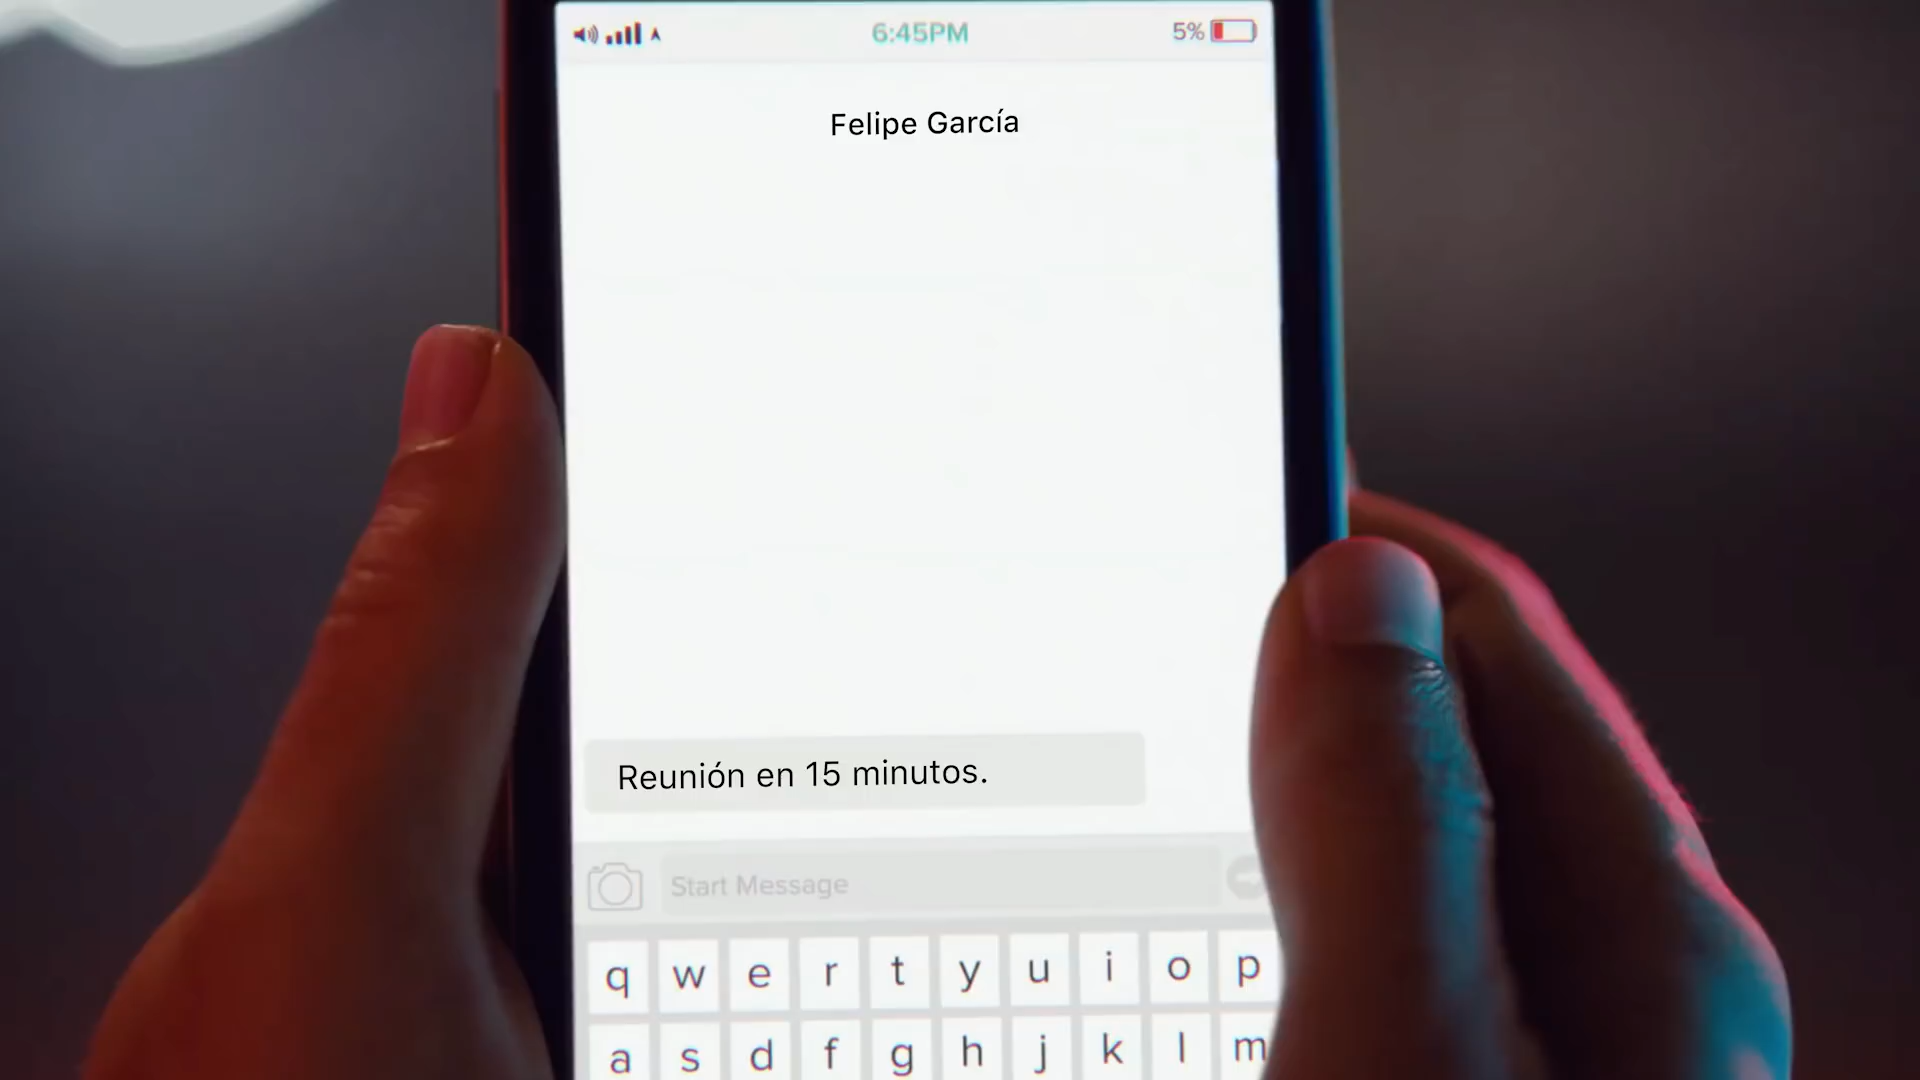 6:45PM
5%
Felipe García
Reunión en 15 minutos.
Start Message
q w e r t y u i o p
a s d f g h j k l m